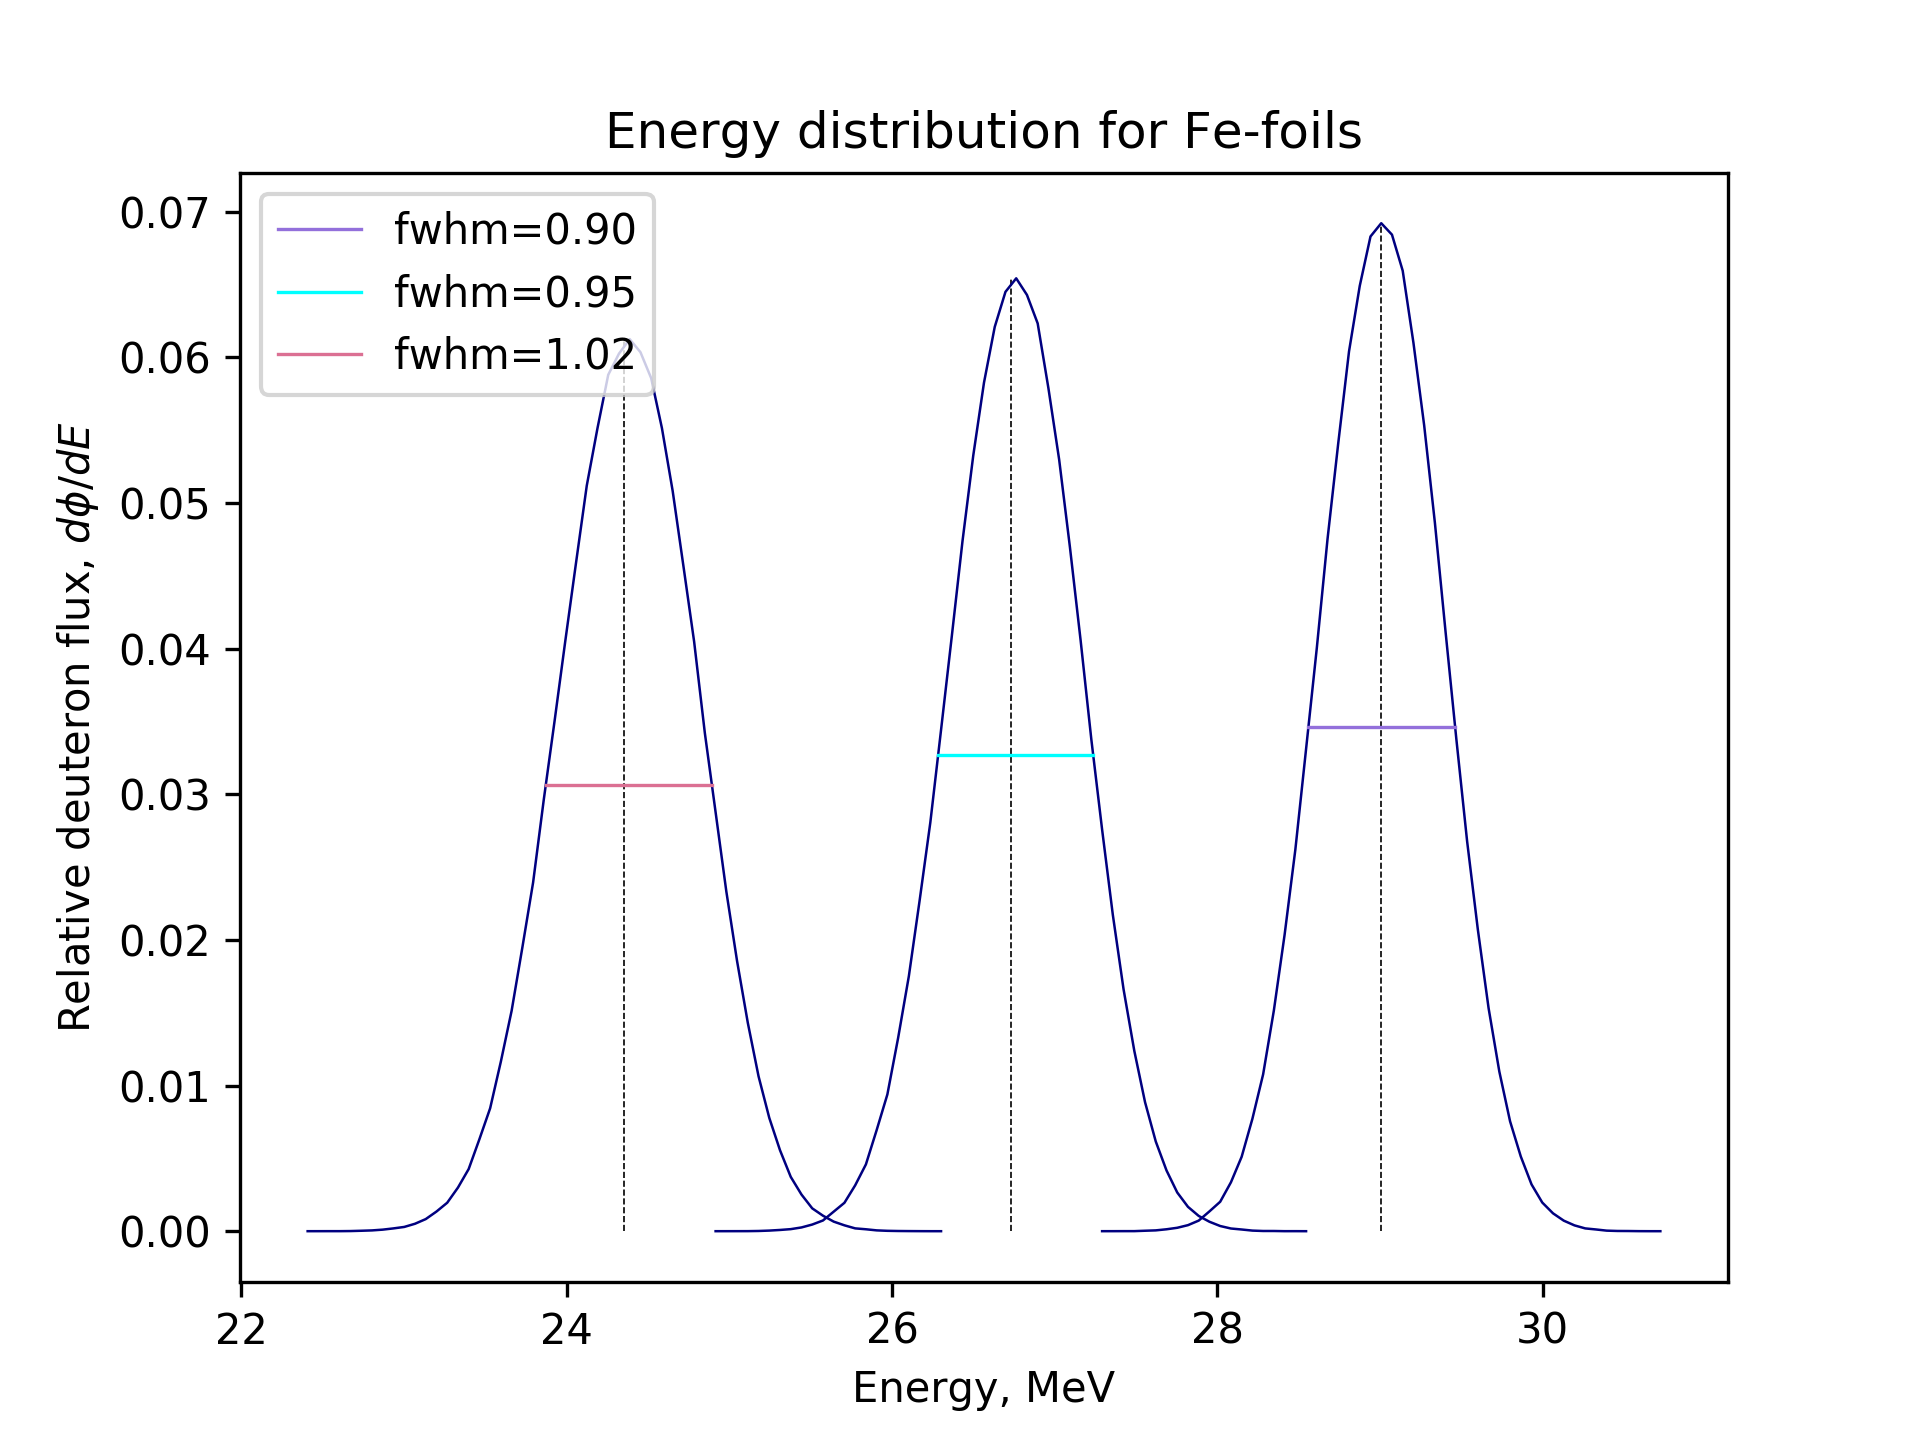 Energy distribution for Fe-foils
fwhm=0.90
fwhm=0.95
fwhm=1.02
Relative deuteron flux, dϕ/dE
0.07
0.06
0.05
0.04
0.03
0.02
0.01
0.00
22 24 26 28 30
Energy, MeV